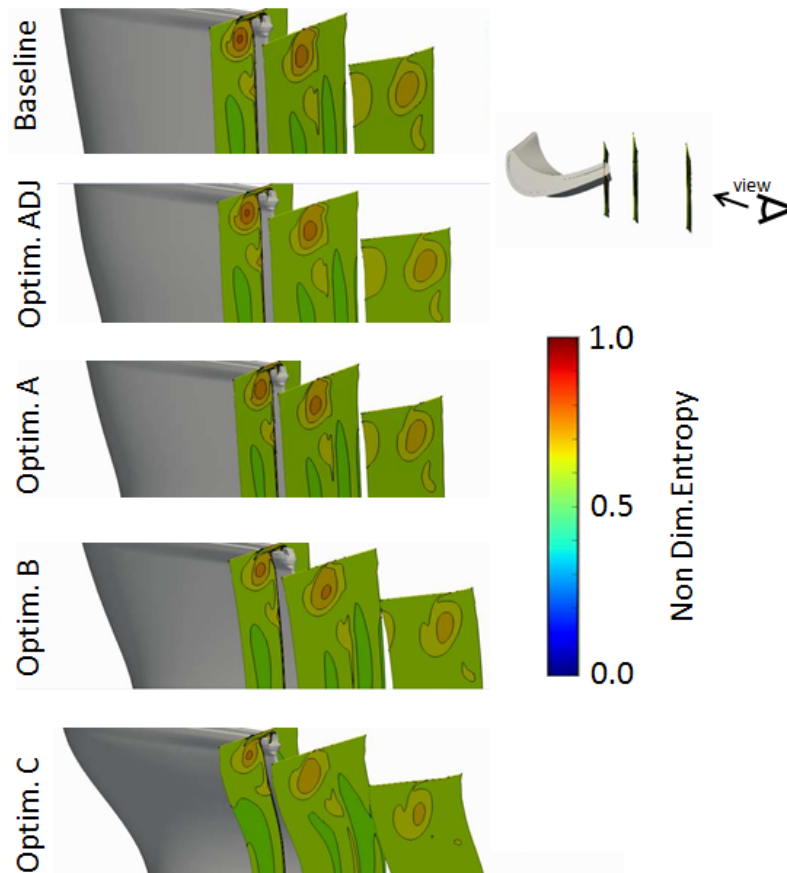 Baseline
Optim. ADJ
Optim. A
Optim. B
Optim. C
view
1.0
0.5
0.0
Non Dim.Entropy